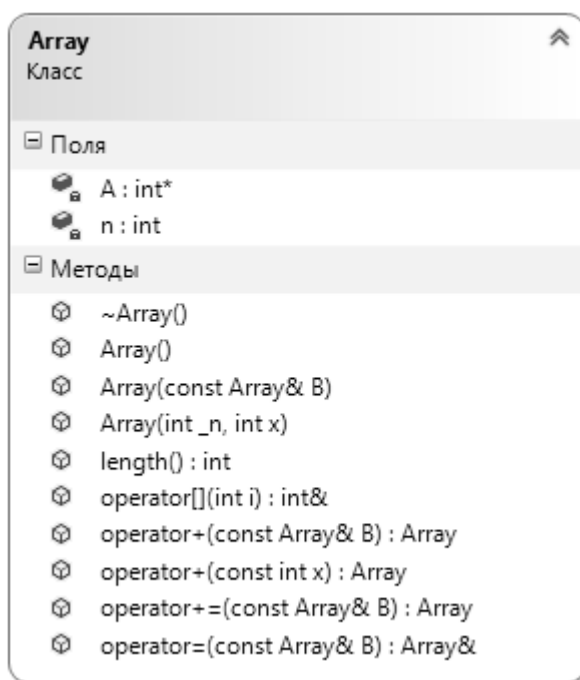 Array
Класс
Поля
A : int*
n : int
Методы
~Array()
Array()
Array(const Array& B)
Array(int _n, int x)
length() : int
operator[](int i) : int&
operator+(const Array& B) : Array
operator+(const int x) : Array
operator+=(const Array& B) : Array
operator=(const Array& B) : Array&